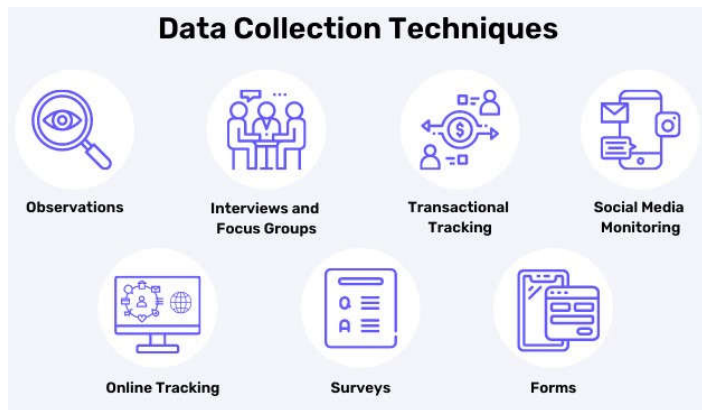 Data Collection Techniques
Observations
Interviews and
Focus Groups
Transactional
Tracking
Social Media
Monitoring
Q
A
Online Tracking
Surveys
Forms